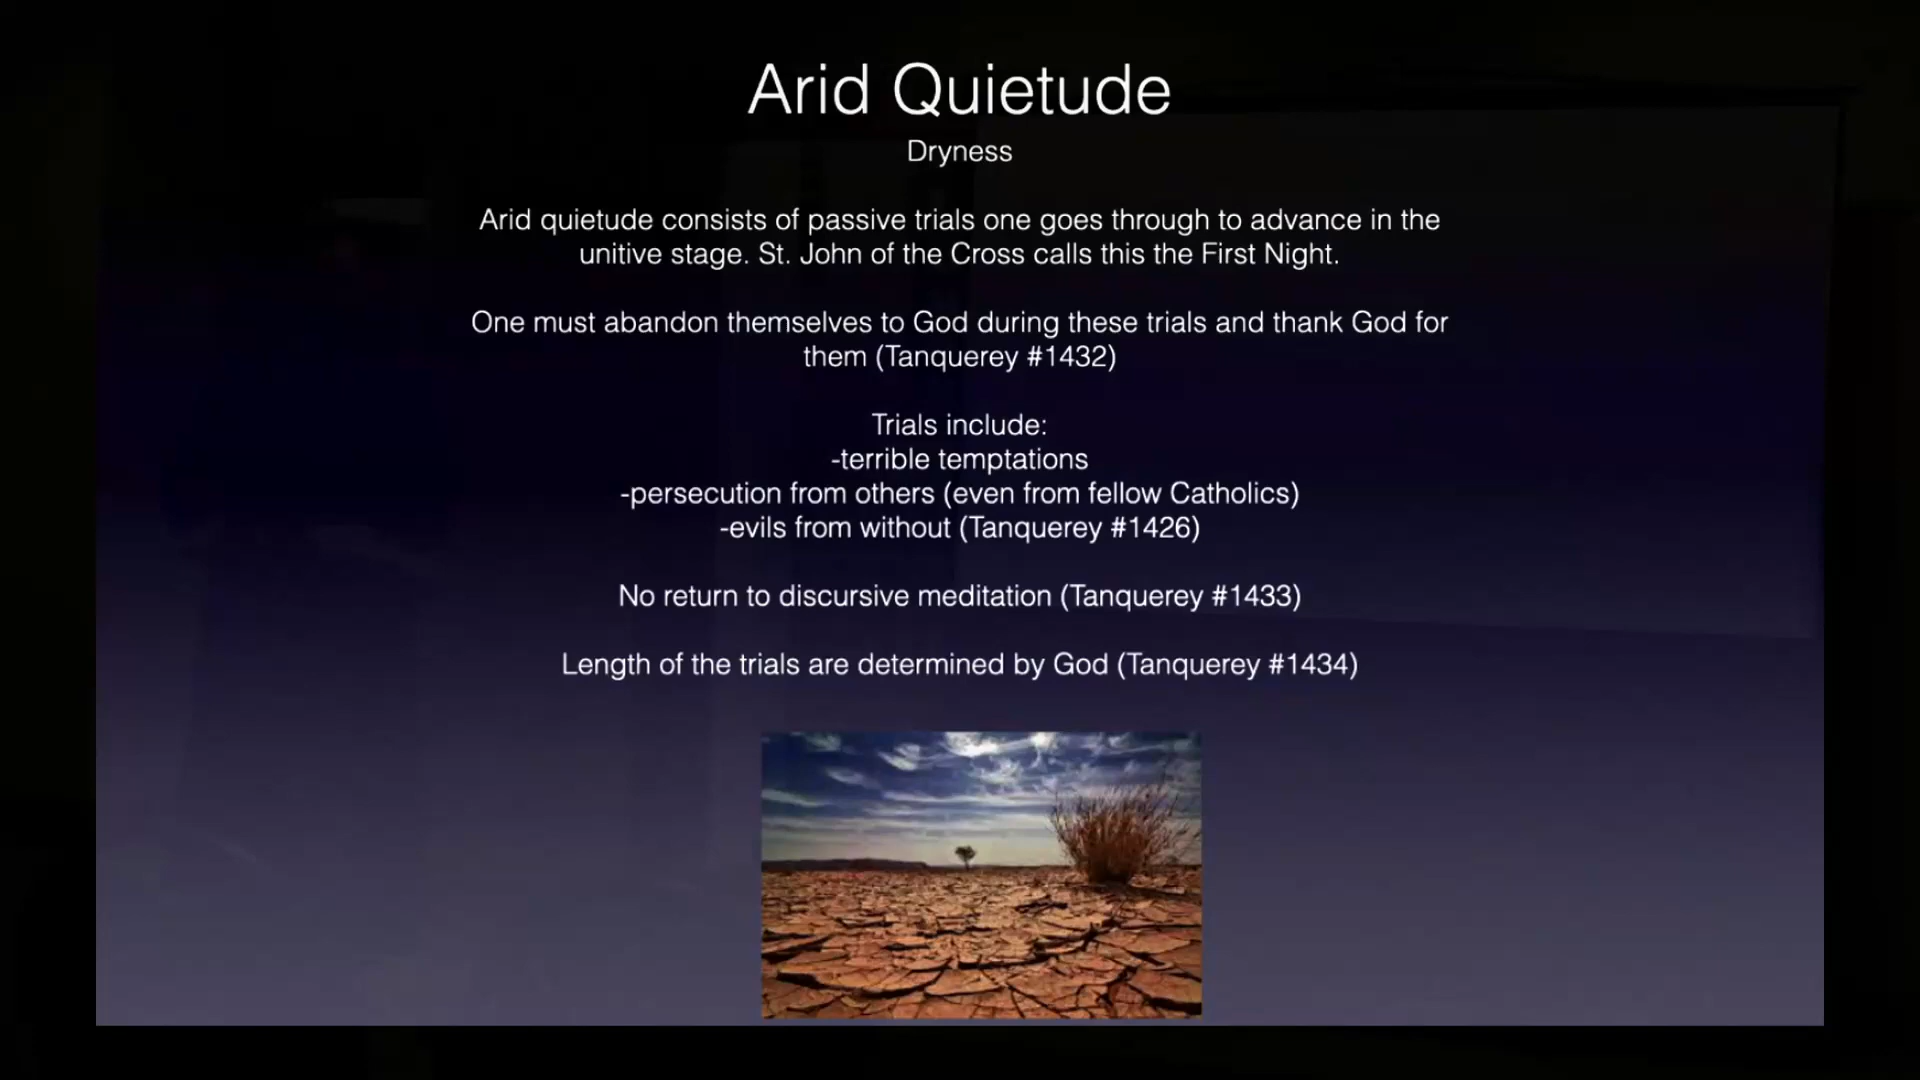 Arid Quietude
Dryness
Arid quietude consists of passive trials one goes through to advance in the
unitive stage. St. John of the Cross calls this the First Night.
One must abandon themselves to God during these trials and thank God for
them (Tanquerey #1432)
Trials include:
-terrible temptations
-persecution from others (even from fellow Catholics)
-evils from without (Tanquerey #1426)
No return to discursive meditation (Tanquerey #1433)
Length of the trials are determined by God (Tanquerey #1434)